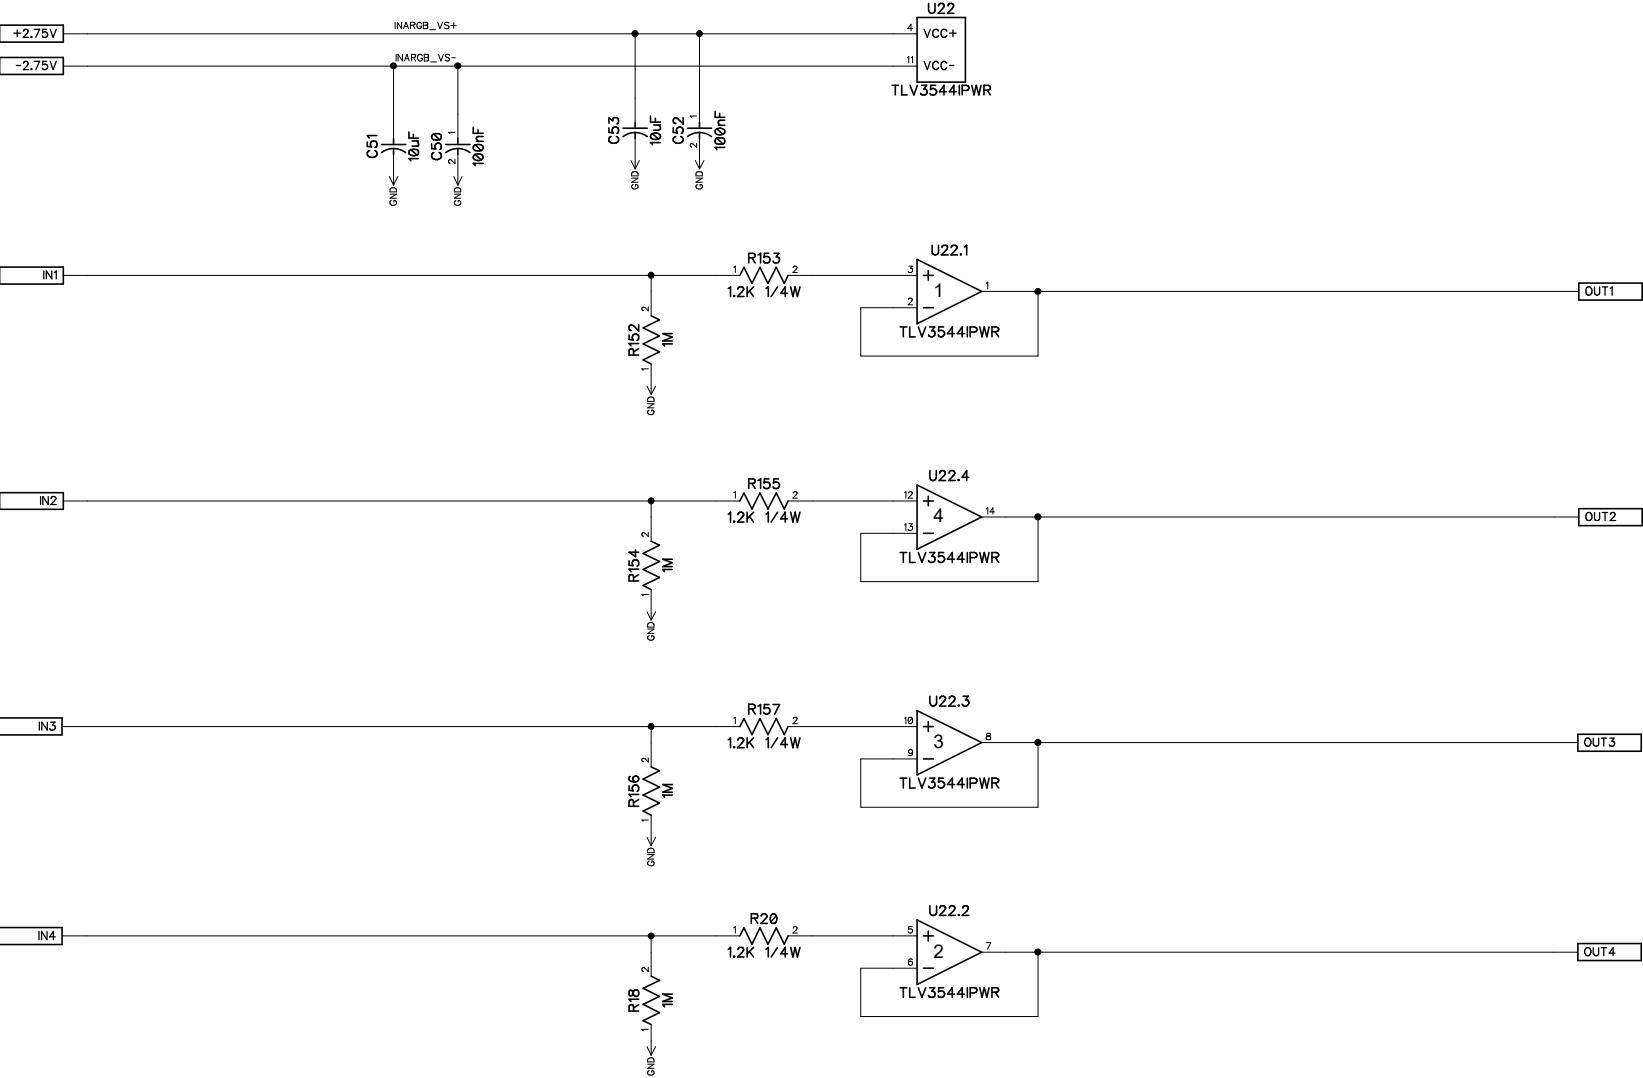 U22
+2.75V
INARGB_VS+
4
VCC+
-2.75V
INARGB_VS-
11
VCC-
TLV3544IPWR
C51
10uF
C50
1
2
100nF
C53
10uF
C52
1
2
100nF
GND
GND
GND
GND
U22.1
IN1
1
R153
2
1.2K 1/4W
3
+
1
2
-
1
TLV3544IPWR
OUT1
R152
2
1
1M
GND
U22.4
IN2
1
R155
2
1.2K 1/4W
12
+
4
13
-
14
TLV3544IPWR
OUT2
R154
2
1
1M
GND
U22.3
IN3
1
R157
2
1.2K 1/4W
10
+
3
9
-
8
TLV3544IPWR
OUT3
R156
2
1
1M
GND
U22.2
IN4
1
R20
2
1.2K 1/4W
5
+
2
6
-
7
TLV3544IPWR
OUT4
R18
2
1
1M
GND